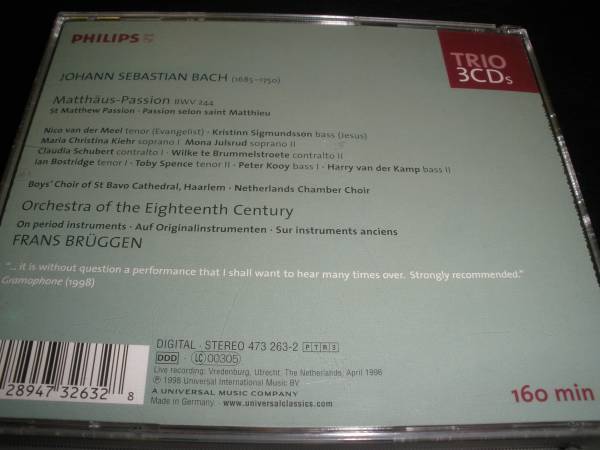 PHILIPS
TRIO
3CDs
JOHANN SEBASTIAN BACH (1685–1750)
Matthäus-Passion BWV 244
St Matthew Passion · Passion selon saint Matthieu
Nico van der Meel tenor (Evangelist) · Kristinn Sigmundsson bass (Jesus)
Maria Christina Kiehr soprano I · Mona Julsrud soprano II
Claudia Schubert contralto I · Wilke te Brummelstroete contralto II
Ian Bostridge tenor I · Toby Spence tenor II · Peter Kooy bass I · Harry van der Kamp bass II
Boys' Choir of St Bavo Cathedral, Haarlem · Netherlands Chamber Choir
Orchestra of the Eighteenth Century
On period instruments · Auf Originalinstrumenten · Sur instruments anciens
FRANS BRÜGGEN
"... it is without question a performance that I shall want to hear many times over. Strongly recommended."
Gramophone (1998)
DIGITAL · STEREO 473 263-2 PTR3
DDD · LC 00305
Live recording: Vredenburg, Utrecht, The Netherlands, April 1996
℗ 1998 Universal International Music BV
A UNIVERSAL MUSIC COMPANY
Made in Germany · www.universalclassics.com
28947 32632 8
160 min